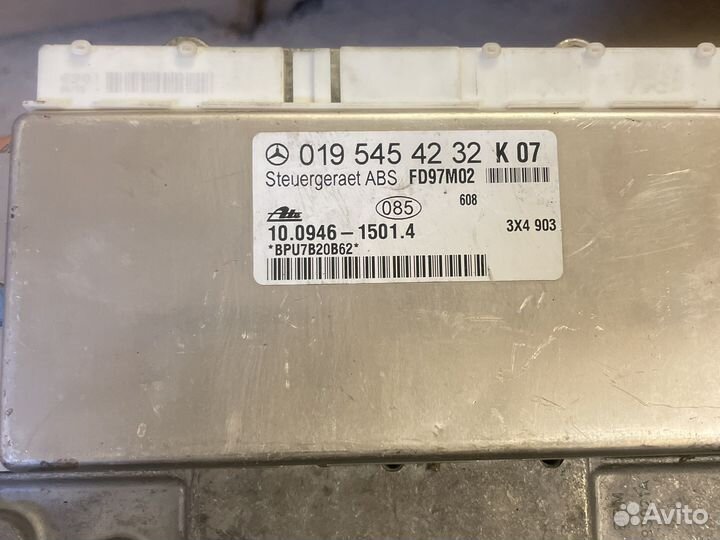 019 545 42 32 K 07
Steuergeraet ABS FD97M02
Ate 085 608
10.0946-1501.4 3X4 903
*BPU7B20B62*
Avito